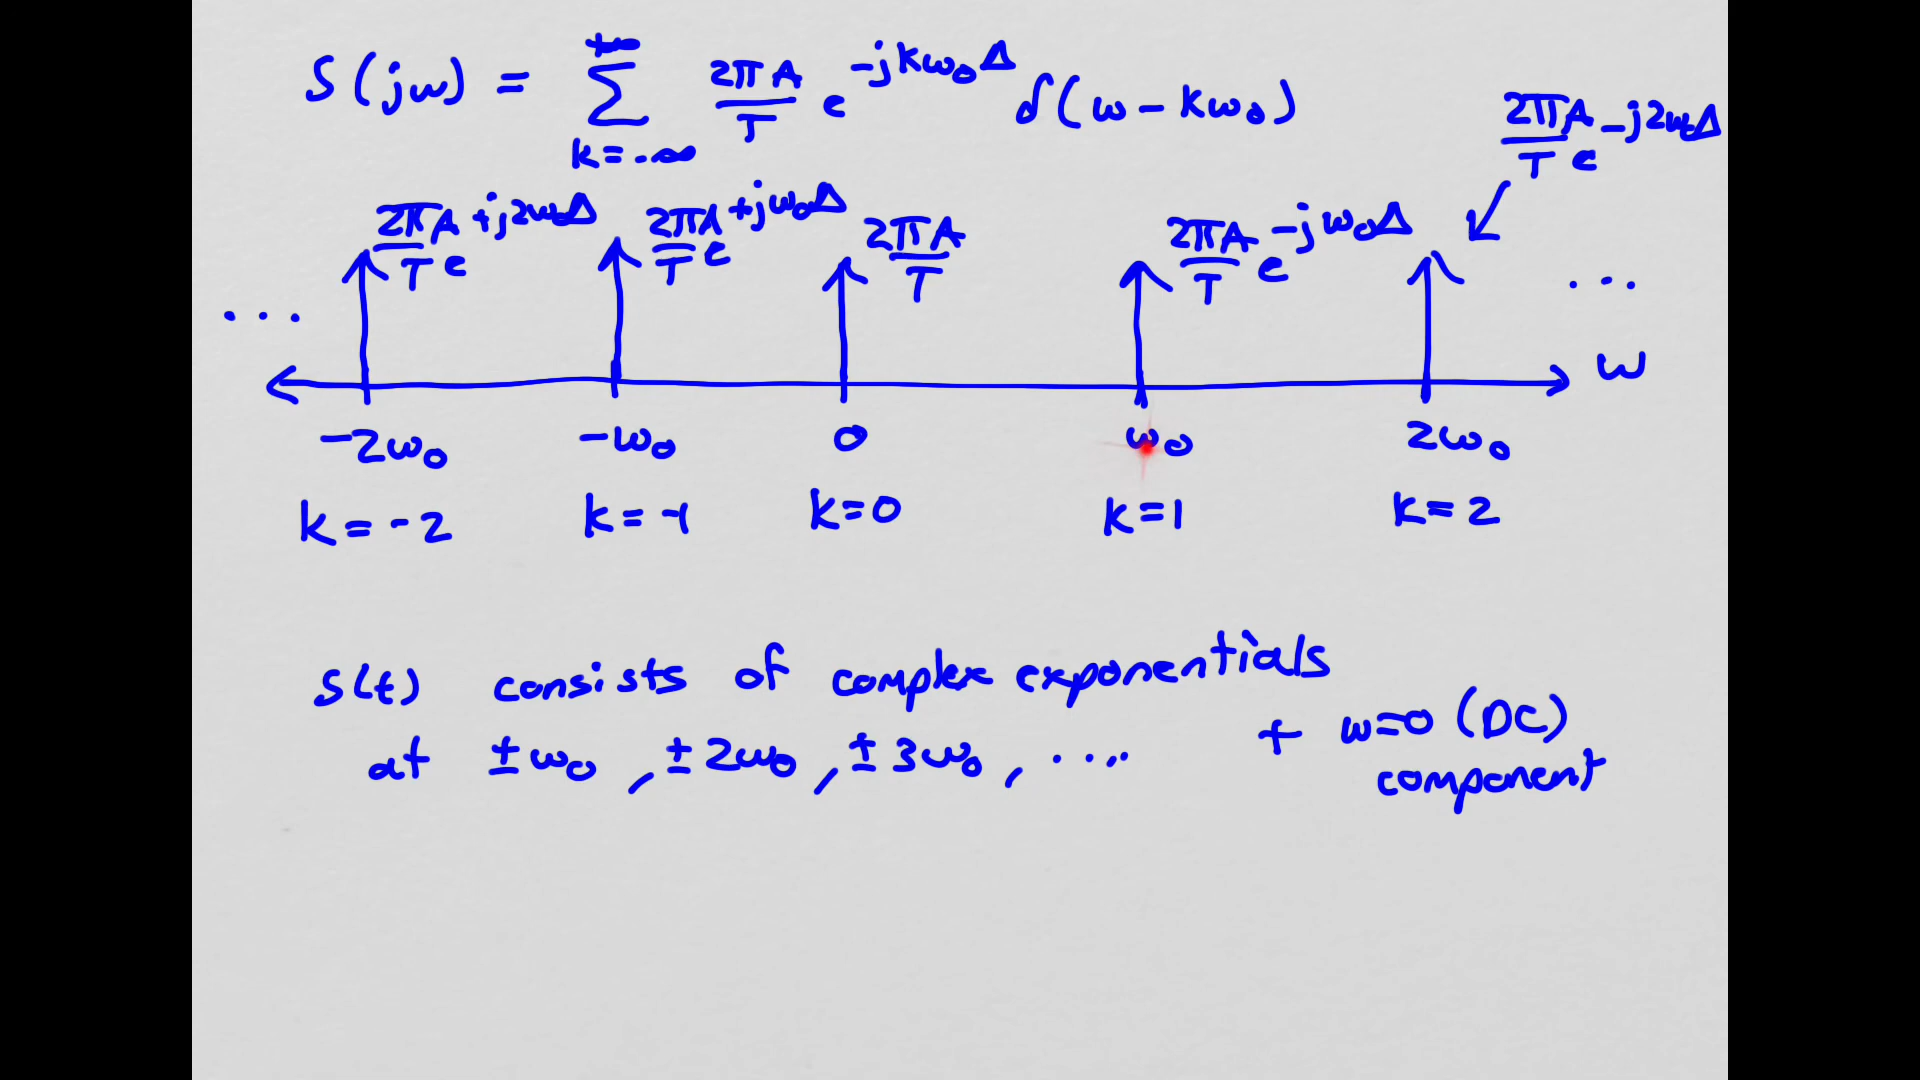 S(jω) = Σ_{k=-∞}^{+∞} 2πA/T e^{-jkω₀Δ} δ(ω - kω₀)
2πA/T e^{-j2ω₀Δ}
2πA/T e^{+j2ω₀Δ} 2πA/T e^{+jω₀Δ} 2πA/T 2πA/T e^{-jω₀Δ}
... ...
ω
-2ω₀ -ω₀ 0 ω₀ 2ω₀
k=-2 k=-1 k=0 k=1 k=2
s(t) consists of complex exponentials
at ±ω₀, ±2ω₀, ±3ω₀, .... + ω=0 (DC)
component